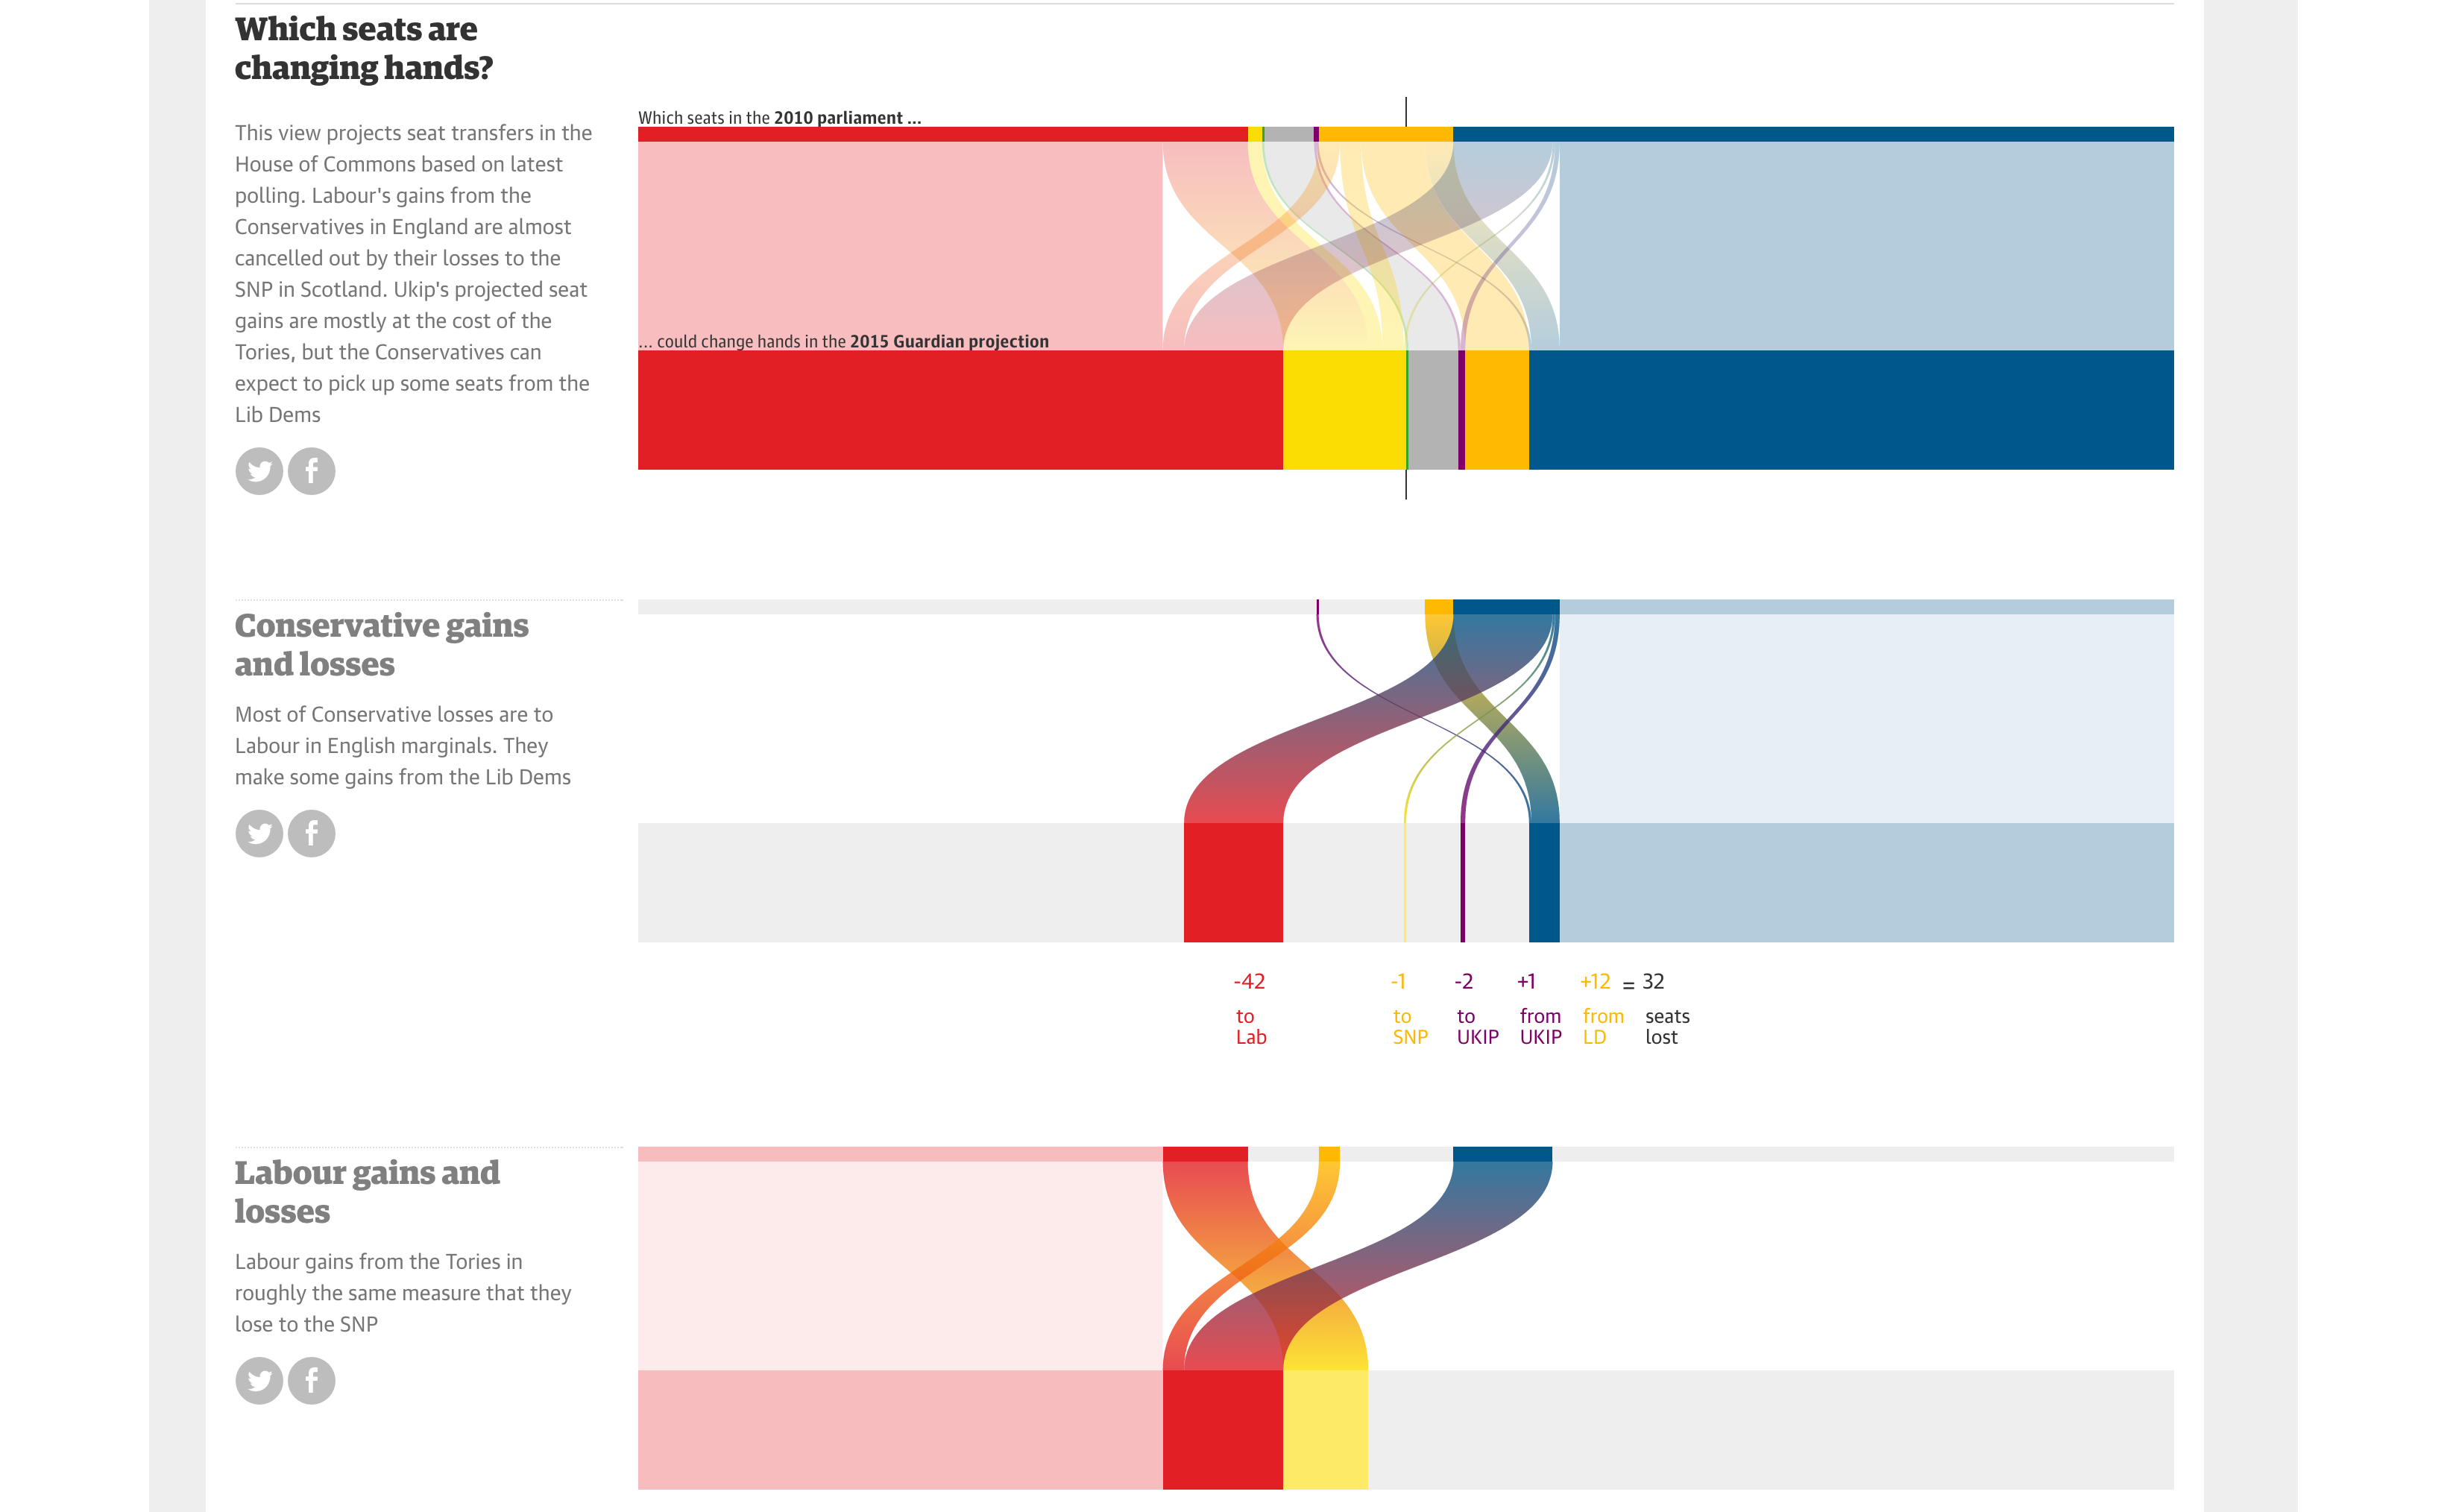 Which seats are
changing hands?
This view projects seat transfers in the
House of Commons based on latest
polling. Labour's gains from the
Conservatives in England are almost
cancelled out by their losses to the
SNP in Scotland. Ukip's projected seat
gains are mostly at the cost of the
Tories, but the Conservatives can
expect to pick up some seats from the
Lib Dems
Which seats in the 2010 parliament ...
... could change hands in the 2015 Guardian projection
Conservative gains
and losses
Most of Conservative losses are to
Labour in English marginals. They
make some gains from the Lib Dems
-42 -1 -2 +1 +12 = 32
to to to from from seats
Lab SNP UKIP UKIP LD lost
Labour gains and
losses
Labour gains from the Tories in
roughly the same measure that they
lose to the SNP